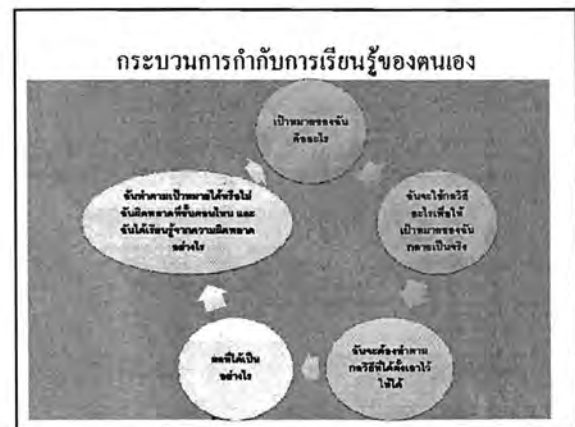 กระบวนการกำกับการเรียนรู้ของตนเอง
เป้าหมายของฉัน
คืออะไร
ฉันจะใช้กลวิธี
อะไรเพื่อให้
เป้าหมายของฉัน
กลายเป็นจริง
ฉันจะต้องทำตาม
กลวิธีที่ได้ตั้งเอาไว้
ให้ได้
ผลที่ได้เป็น
อย่างไร
ฉันทำตามเป้าหมายได้หรือไม่
ฉันผิดพลาดที่ขั้นตอนไหน และ
ฉันได้เรียนรู้จากความผิดพลาด
อย่างไร